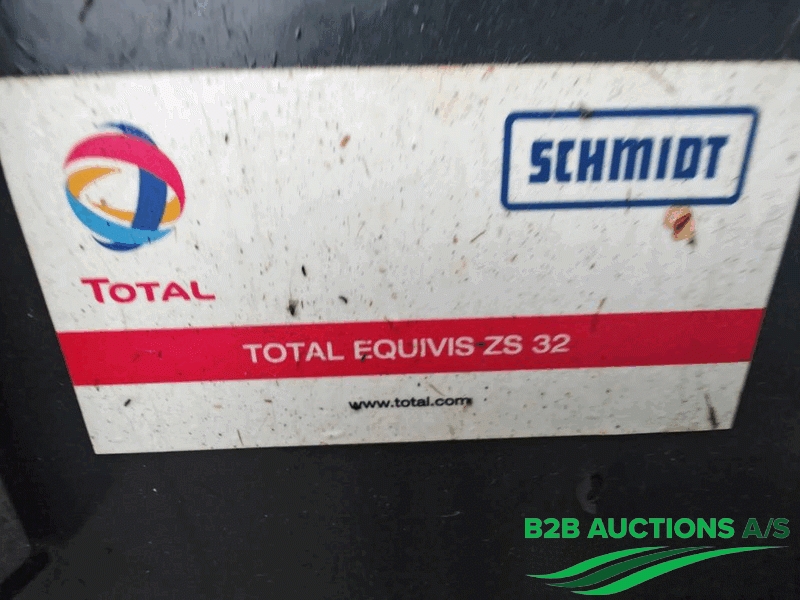 SCHMIDT
TOTAL
TOTAL EQUIVIS ZS 32
www.total.com
B2B AUCTIONS A/S